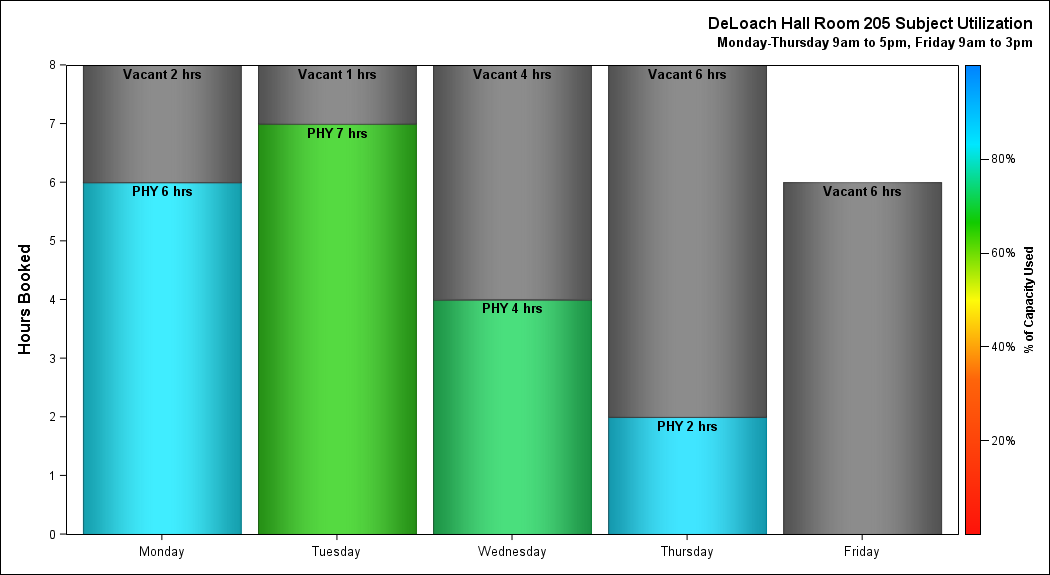 DeLoach Hall Room 205 Subject Utilization
Monday-Thursday 9am to 5pm, Friday 9am to 3pm
Hours Booked
8
7
6
5
4
3
2
1
0
Vacant 2 hrs
PHY 6 hrs
Vacant 1 hrs
PHY 7 hrs
Vacant 4 hrs
PHY 4 hrs
Vacant 6 hrs
PHY 2 hrs
Vacant 6 hrs
Monday
Tuesday
Wednesday
Thursday
Friday
80%
60%
40%
20%
% of Capacity Used